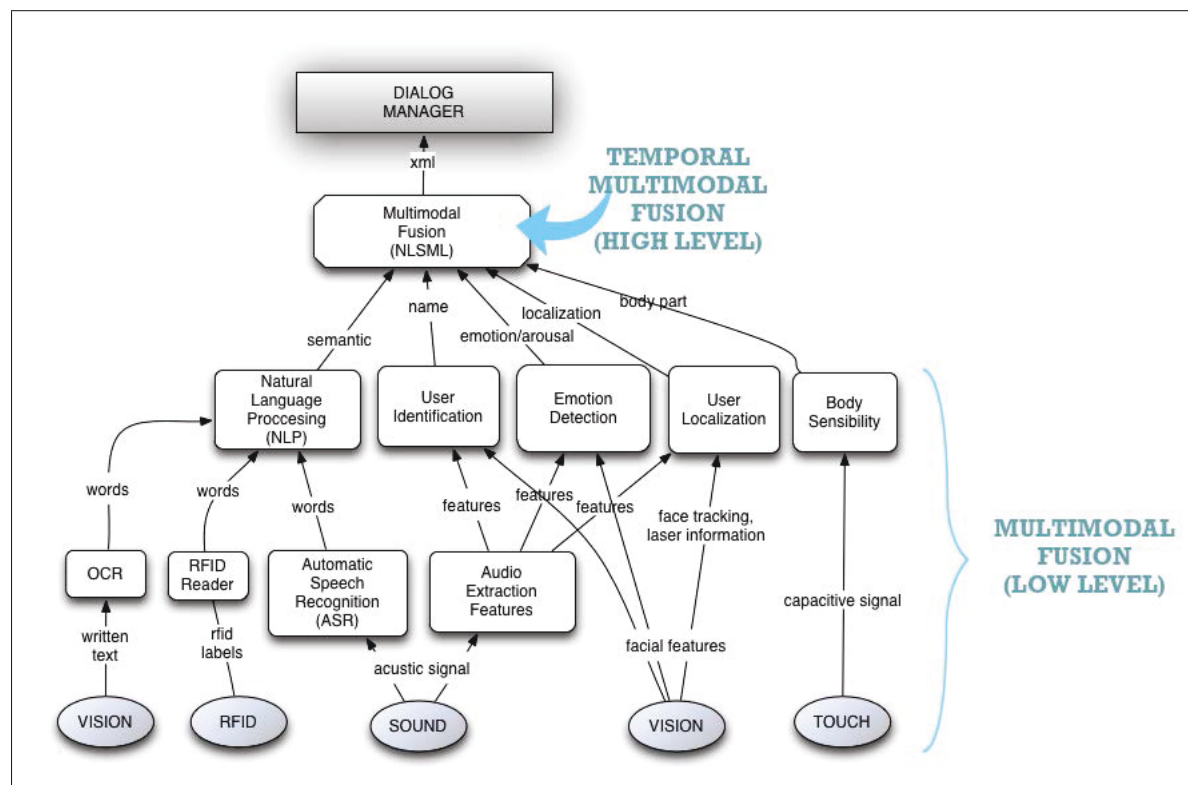 DIALOG
MANAGER
xml
TEMPORAL
MULTIMODAL
FUSION
(HIGH LEVEL)
Multimodal
Fusion
(NLSML)
semantic
name
emotion/arousal
localization
body part
Natural
Language
Proccesing
(NLP)
User
Identification
Emotion
Detection
User
Localization
Body
Sensibility
words
words
words
features
features
features
face tracking,
laser information
OCR
RFID
Reader
Automatic
Speech
Recognition
(ASR)
Audio
Extraction
Features
capacitive signal
MULTIMODAL
FUSION
(LOW LEVEL)
written
text
rfid
labels
acustic signal
facial features
VISION
RFID
SOUND
VISION
TOUCH